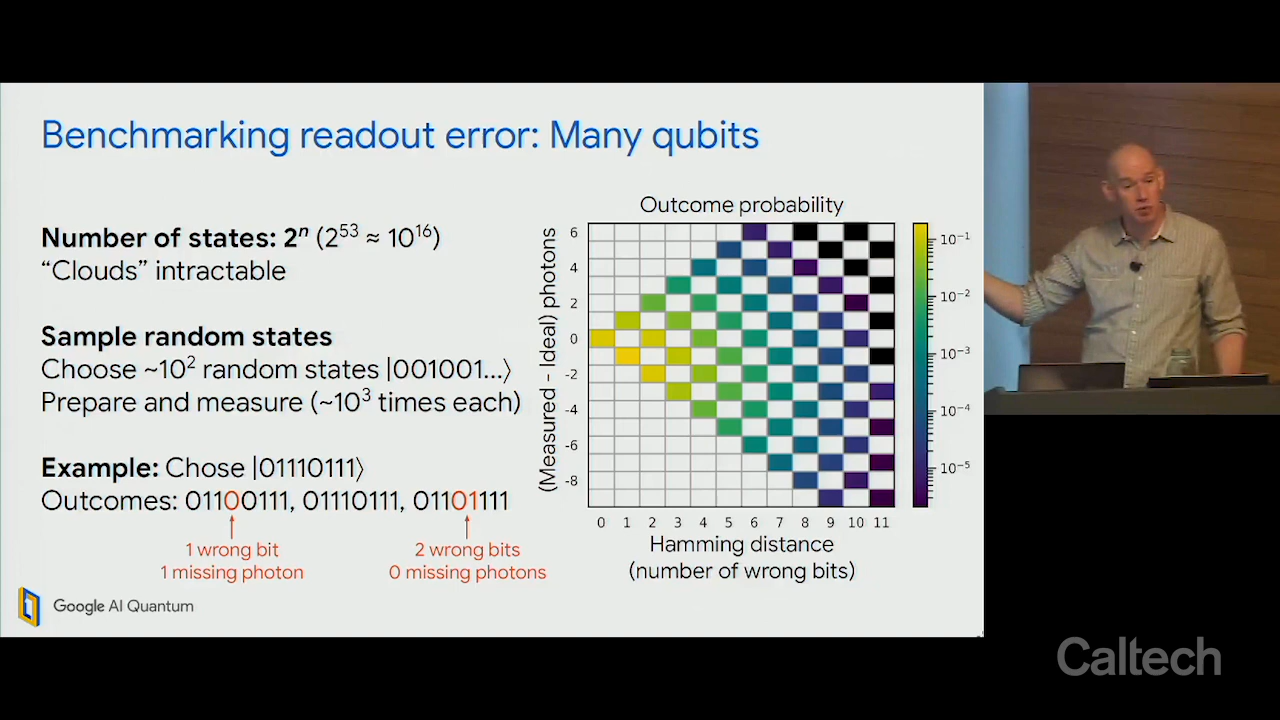 Benchmarking readout error: Many qubits
Number of states: 2ⁿ (2⁵³ ≈ 10¹⁶)
“Clouds” intractable
Sample random states
Choose ~10² random states |001001...⟩
Prepare and measure (~10³ times each)
Example: Chose |01110111⟩
Outcomes: 01100111, 01110111, 01101111
1 wrong bit
1 missing photon
2 wrong bits
0 missing photons
Google AI Quantum
Outcome probability
(Measured - Ideal) photons
6
4
2
0
-2
-4
-6
-8
0 1 2 3 4 5 6 7 8 9 10 11
Hamming distance
(number of wrong bits)
10⁻¹
10⁻²
10⁻³
10⁻⁴
10⁻⁵
Caltech